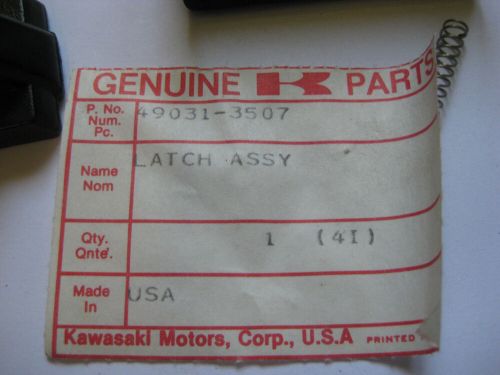 GENUINE K PARTS
P. No. 49031-3507
Num.
Pc.
Name LATCH ASSY
Nom
Qty. 1 (4I)
Qnté.
Made USA
In
Kawasaki Motors, Corp., U.S.A PRINTED